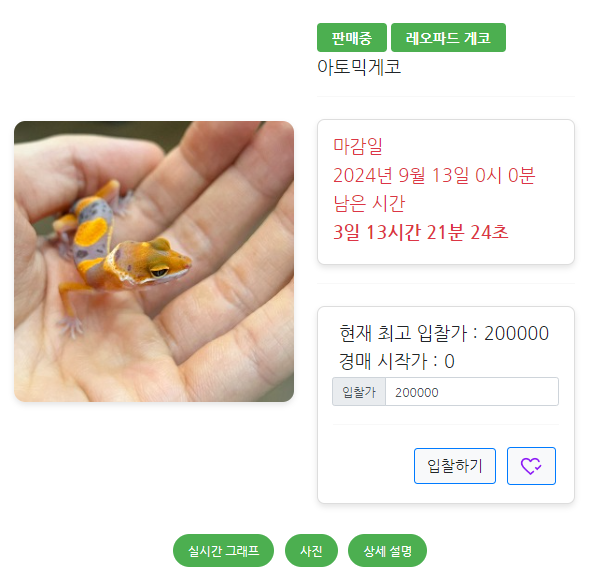 판매중 레오파드 게코
아토믹게코
마감일
2024년 9월 13일 0시 0분
남은 시간
3일 13시간 21분 24초
현재 최고 입찰가 : 200000
경매 시작가 : 0
입찰가 200000
입찰하기
실시간 그래프 사진 상세 설명